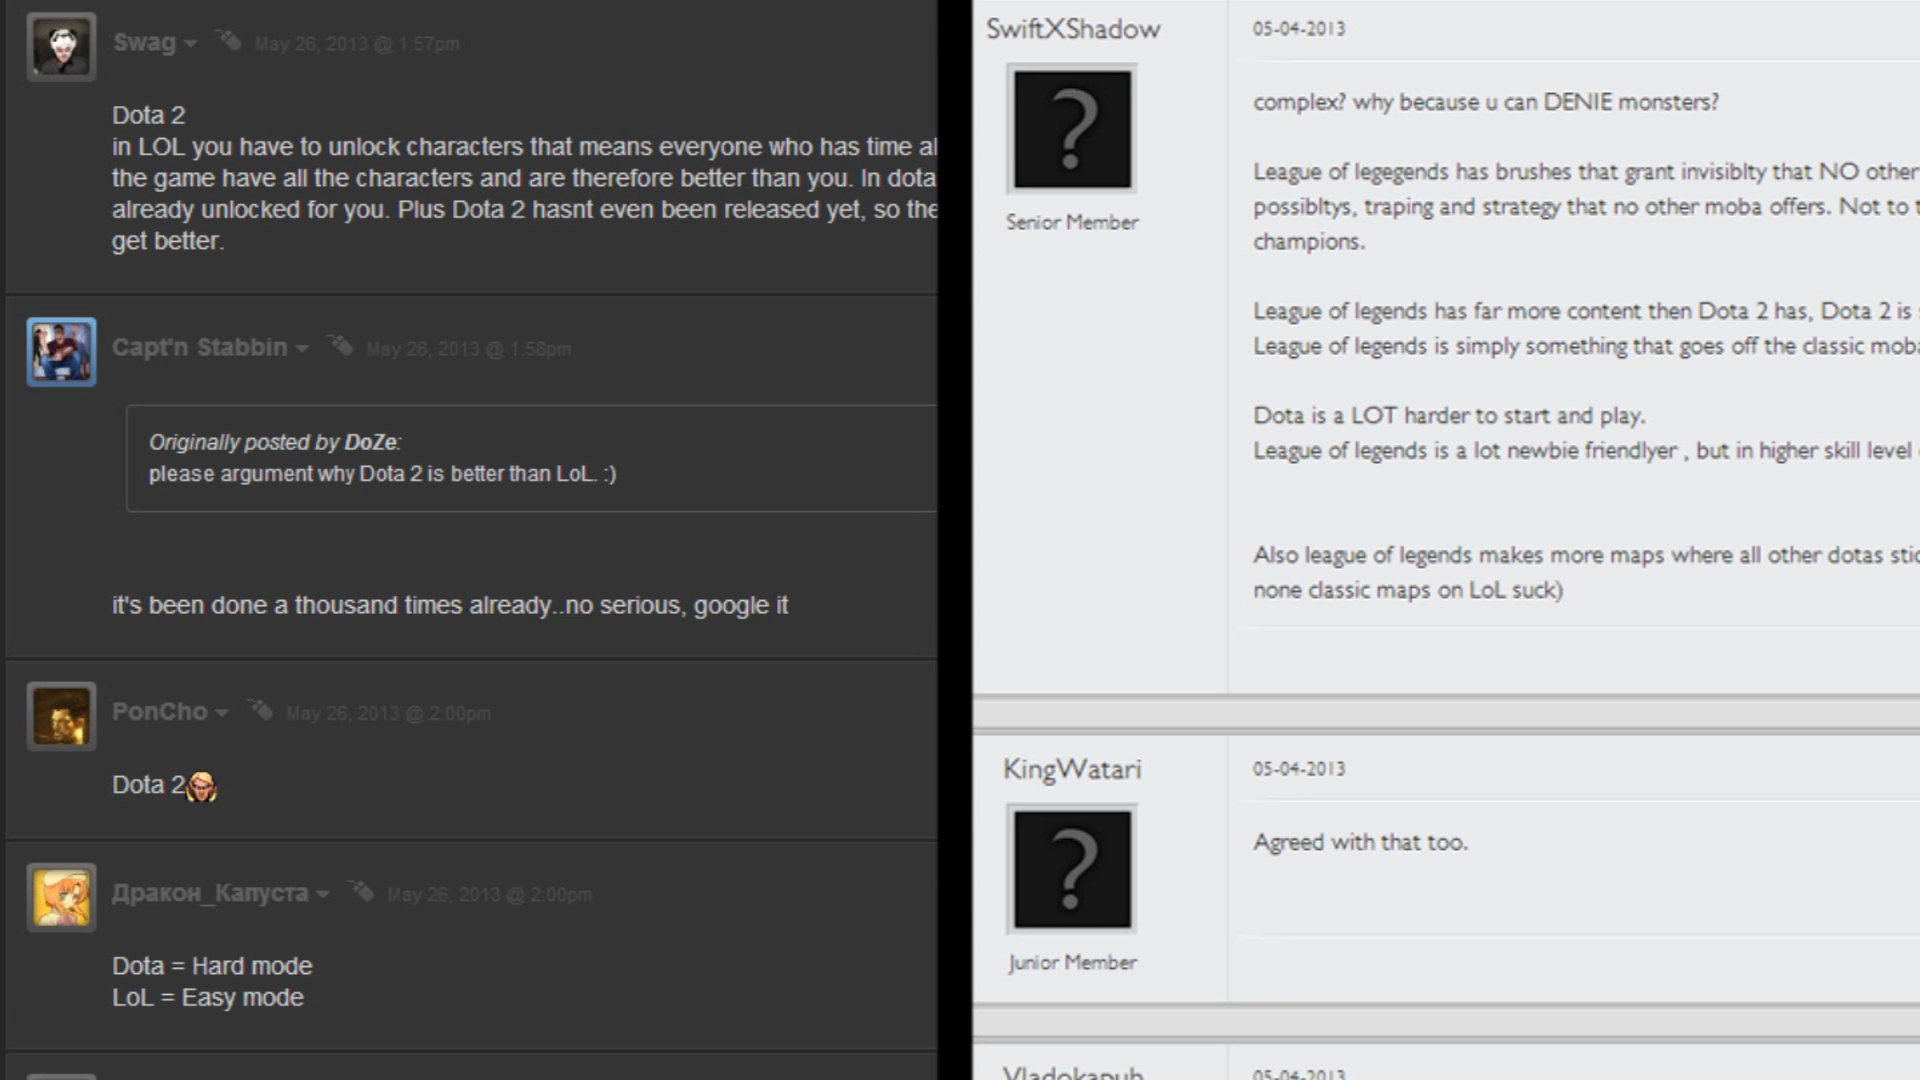 Swag
May 26, 2013 @ 1:57pm
Dota 2
in LOL you have to unlock characters that means everyone who has time al
the game have all the characters and are therefore better than you. In dota
already unlocked for you. Plus Dota 2 hasnt even been released yet, so the
get better.
Capt'n Stabbin
May 26, 2013 @ 1:58pm
Originally posted by DoZe:
please argument why Dota 2 is better than LoL. :)
it's been done a thousand times already..no serious, google it
PonCho
May 26, 2013 @ 2:00pm
Dota 2
Дракон_Капуста
May 26, 2013 @ 2:00pm
Dota = Hard mode
LoL = Easy mode
SwiftXShadow
05-04-2013
Senior Member
complex? why because u can DENIE monsters?
League of legegends has brushes that grant invisiblty that NO other
possibltys, traping and strategy that no other moba offers. Not to t
champions.
League of legends has far more content then Dota 2 has, Dota 2 is
League of legends is simply something that goes off the classic moba
Dota is a LOT harder to start and play.
League of legends is a lot newbie friendlyer , but in higher skill level
Also league of legends makes more maps where all other dotas stic
none classic maps on LoL suck)
KingWatari
05-04-2013
Junior Member
Agreed with that too.
Vladokapuh
05-04-2013